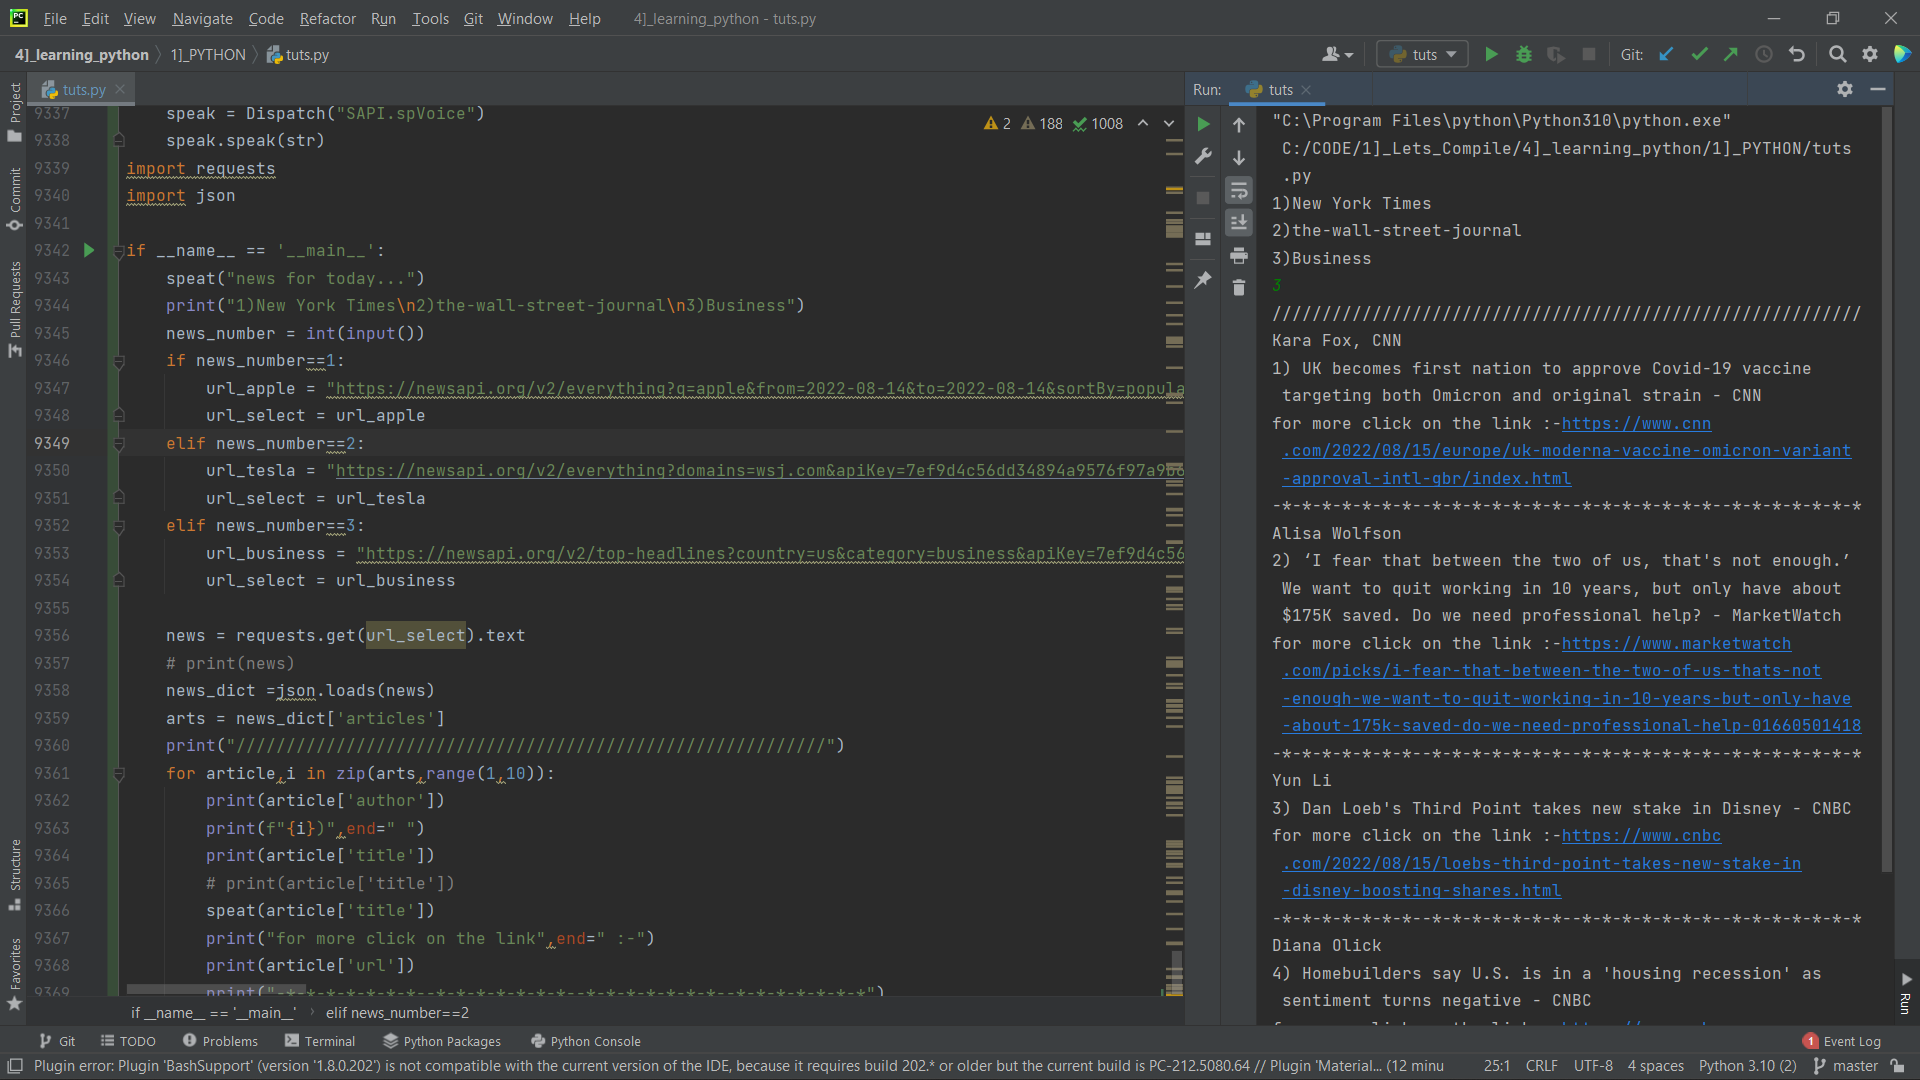 File Edit View Navigate Code Refactor Run Tools Git Window Help 4]_learning_python - tuts.py
4]_learning_python 1]_PYTHON tuts.py tuts Git:
tuts.py
Run: tuts
Project
Commit
Pull Requests
Structure
Favorites
2 188 1008
9337 speak = Dispatch("SAPI.spVoice")
9338 speak.speak(str)
9339 import requests
9340 import json
9341
9342 if __name__ == '__main__':
9343 speat("news for today...")
9344 print("1)New York Times\n2)the-wall-street-journal\n3)Business")
9345 news_number = int(input())
9346 if news_number==1:
9347 url_apple = "https://newsapi.org/v2/everything?q=apple&from=2022-08-14&to=2022-08-14&sortBy=popula
9348 url_select = url_apple
9349 elif news_number==2:
9350 url_tesla = "https://newsapi.org/v2/everything?domains=wsj.com&apiKey=7ef9d4c56dd34894a9576f97a9b6
9351 url_select = url_tesla
9352 elif news_number==3:
9353 url_business = "https://newsapi.org/v2/top-headlines?country=us&category=business&apiKey=7ef9d4c56
9354 url_select = url_business
9355
9356 news = requests.get(url_select).text
9357 # print(news)
9358 news_dict =json.loads(news)
9359 arts = news_dict['articles']
9360 print("///////////////////////////////////////////////////////////")
9361 for article,i in zip(arts,range(1,10)):
9362 print(article['author'])
9363 print(f"{i})",end=" ")
9364 print(article['title'])
9365 # print(article['title'])
9366 speat(article['title'])
9367 print("for more click on the link",end=" :-")
9368 print(article['url'])
9369 print("-*-*-*-*-*-*-*-*--*-*-*-*-*-*--*-*-*-*-*-*-*--*-*-*-*-*-*-*")
if __name__ == '__main__' elif news_number==2
"C:\Program Files\python\Python310\python.exe"
C:/CODE/1]_Lets_Compile/4]_learning_python/1]_PYTHON/tuts
.py
1)New York Times
2)the-wall-street-journal
3)Business
3
///////////////////////////////////////////////////////////
Kara Fox, CNN
1) UK becomes first nation to approve Covid-19 vaccine
targeting both Omicron and original strain - CNN
for more click on the link :-https://www.cnn
.com/2022/08/15/europe/uk-moderna-vaccine-omicron-variant
-approval-intl-gbr/index.html
-*-*-*-*-*-*-*-*--*-*-*-*-*-*--*-*-*-*-*-*-*--*-*-*-*-*-*-*
Alisa Wolfson
2) ‘I fear that between the two of us, that's not enough.’
We want to quit working in 10 years, but only have about
$175K saved. Do we need professional help? - MarketWatch
for more click on the link :-https://www.marketwatch
.com/picks/i-fear-that-between-the-two-of-us-thats-not
-enough-we-want-to-quit-working-in-10-years-but-only-have
-about-175k-saved-do-we-need-professional-help-01660501418
-*-*-*-*-*-*-*-*--*-*-*-*-*-*--*-*-*-*-*-*-*--*-*-*-*-*-*-*
Yun Li
3) Dan Loeb's Third Point takes new stake in Disney - CNBC
for more click on the link :-https://www.cnbc
.com/2022/08/15/loebs-third-point-takes-new-stake-in
-disney-boosting-shares.html
-*-*-*-*-*-*-*-*--*-*-*-*-*-*--*-*-*-*-*-*-*--*-*-*-*-*-*-*
Diana Olick
4) Homebuilders say U.S. is in a 'housing recession' as
sentiment turns negative - CNBC
Run
Git TODO Problems Terminal Python Packages Python Console 1 Event Log
Plugin error: Plugin 'BashSupport' (version '1.8.0.202') is not compatible with the current version of the IDE, because it requires build 202.* or older but the current build is PC-212.5080.64 // Plugin 'Material... (12 minu 25:1 CRLF UTF-8 4 spaces Python 3.10 (2) master